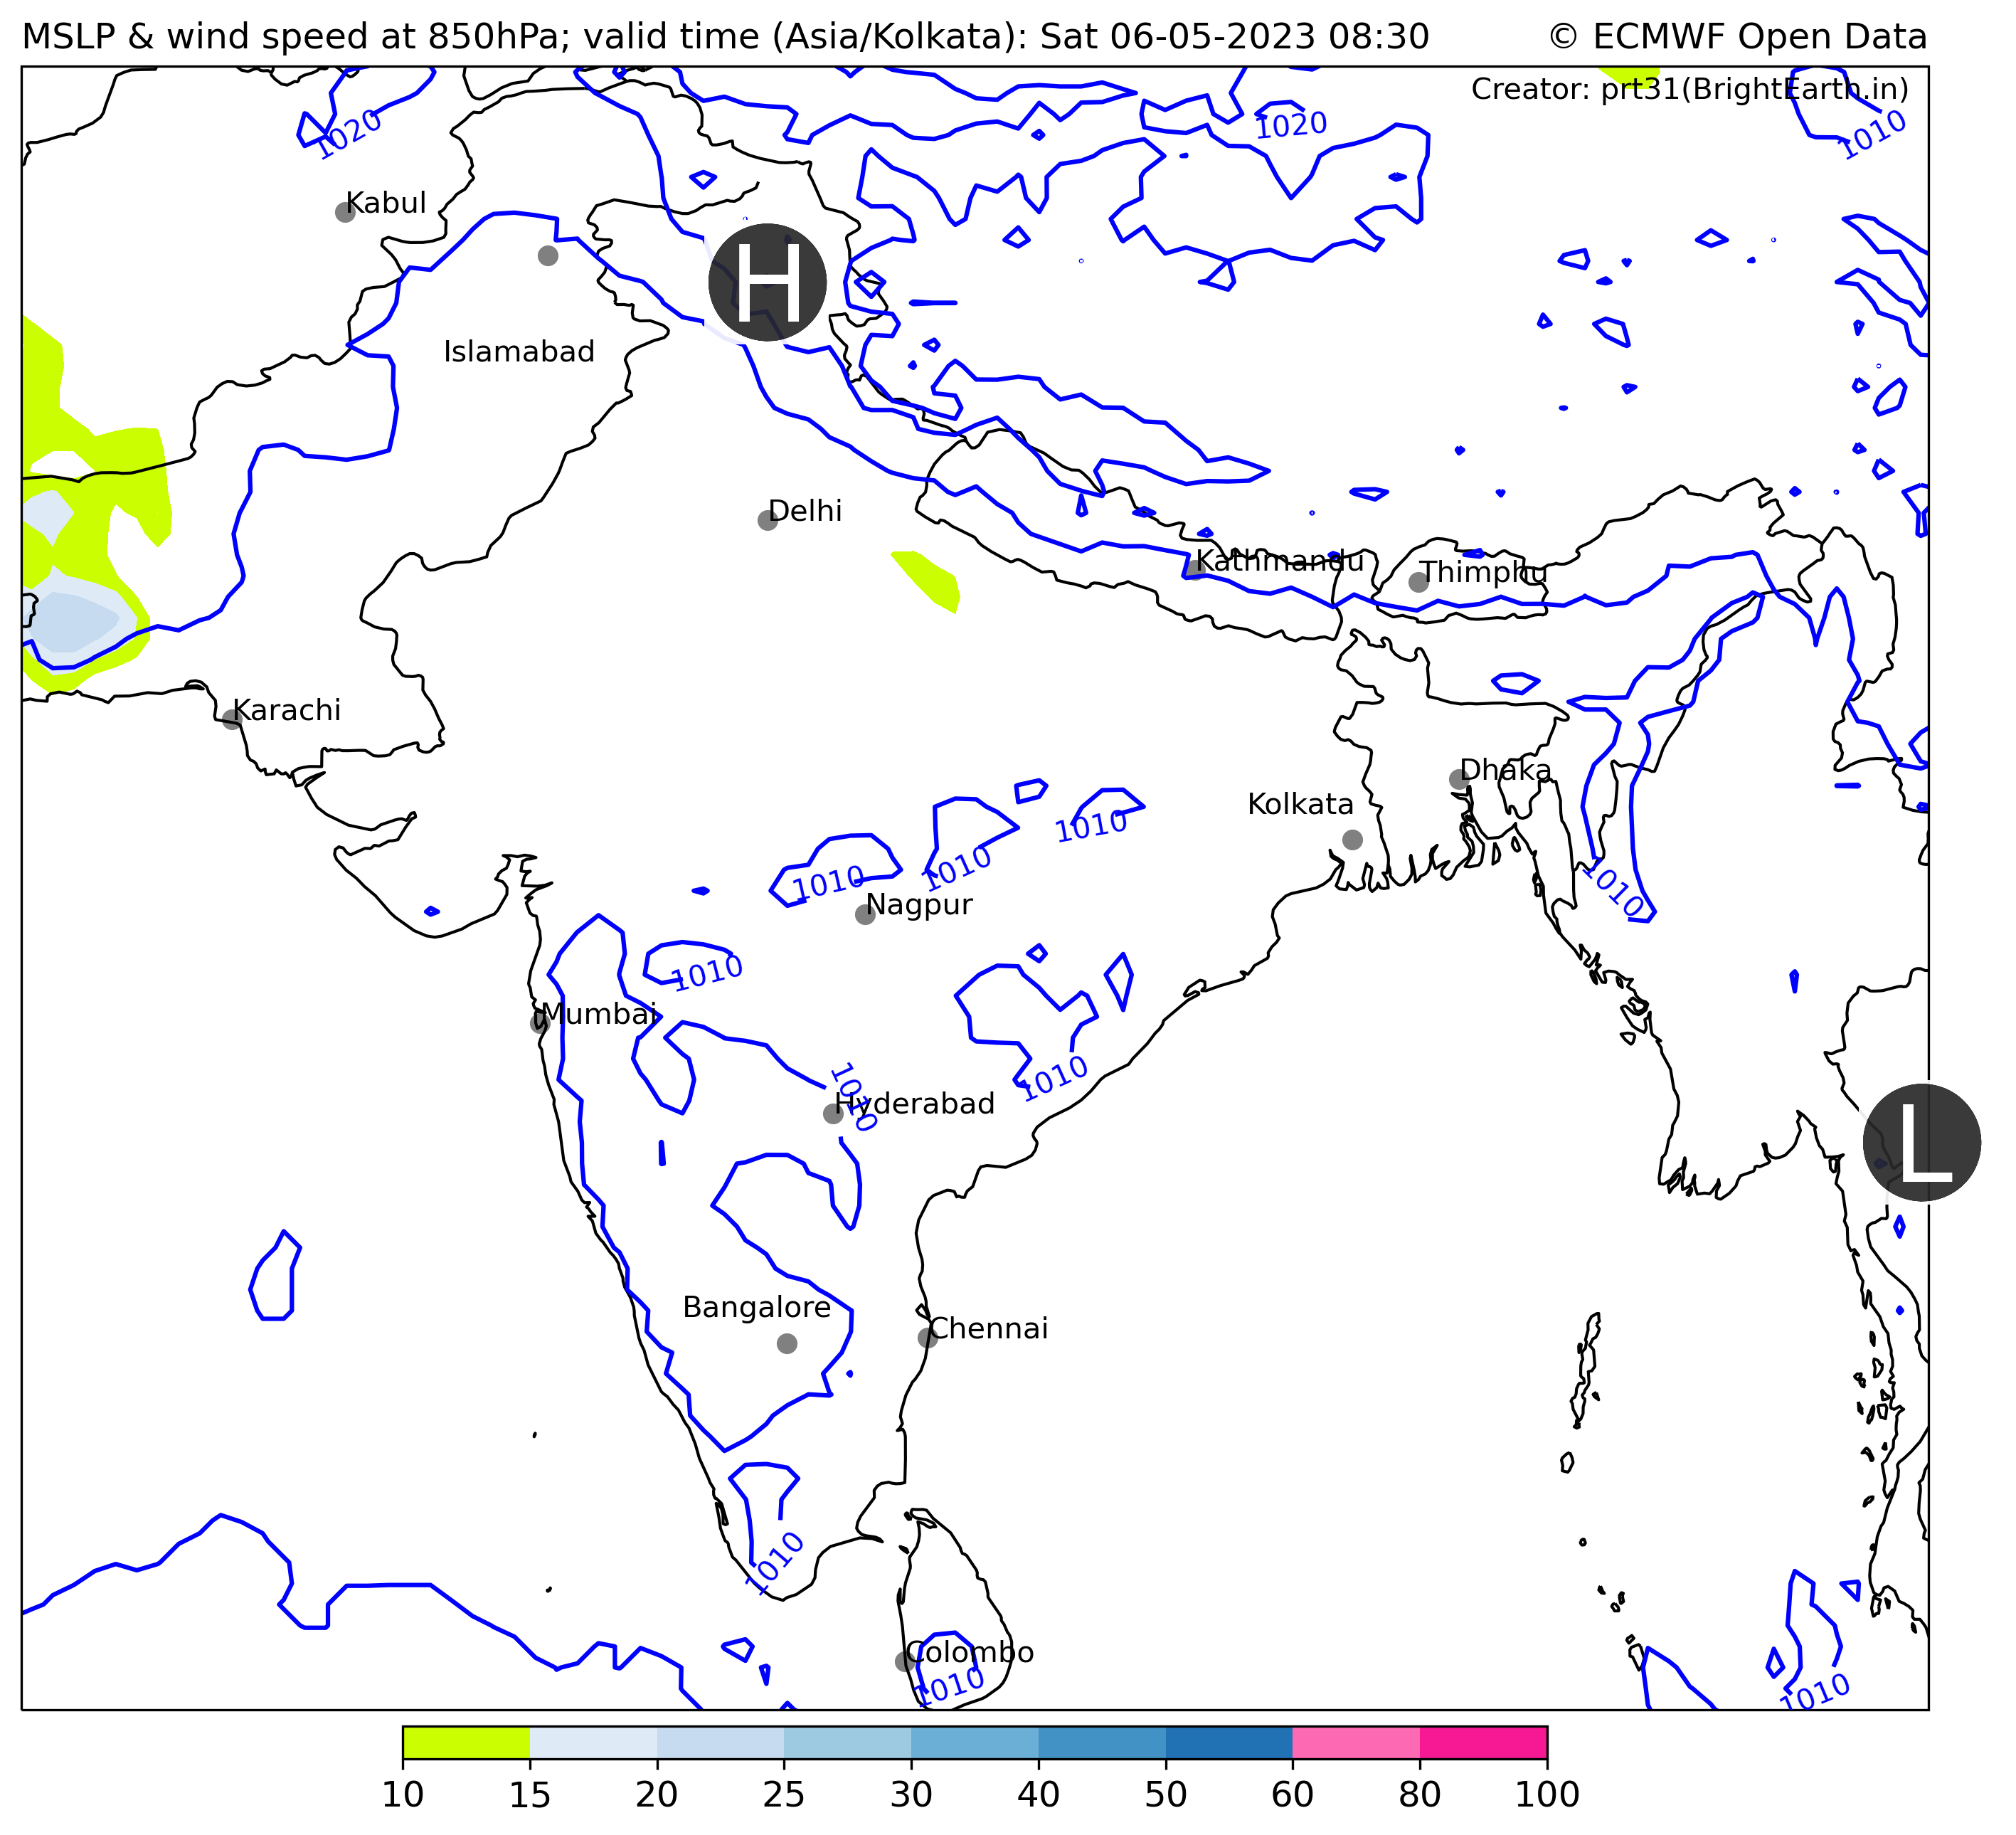 MSLP & wind speed at 850hPa; valid time (Asia/Kolkata): Sat 06-05-2023 08:30
© ECMWF Open Data
Creator: prt31(BrightEarth.in)
1020
1020
1010
Kabul
H
Islamabad
Delhi
Kathmandu
Thimphu
Karachi
Dhaka
Kolkata
1010
1010
1010
1010
Nagpur
1010
Mumbai
1010
1010
Hyderabad
L
Bangalore
Chennai
1010
Colombo
1010
1010
10 15 20 25 30 40 50 60 80 100